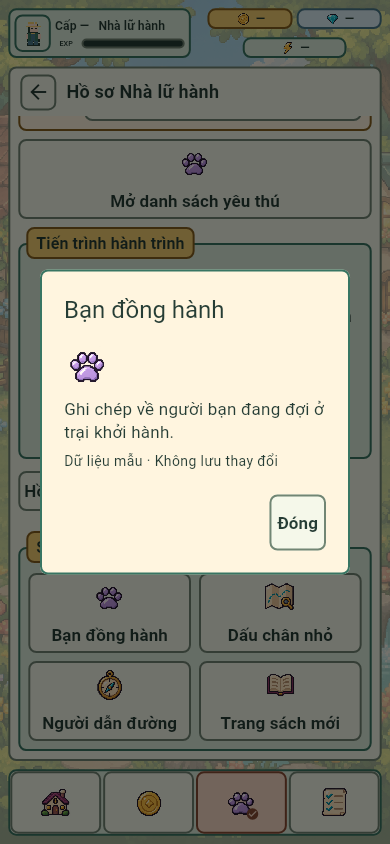 Cấp — Nhà lữ hành
EXP
—
—
—
Hồ sơ Nhà lữ hành
Mở danh sách yêu thú
Tiến trình hành trình
Bạn đồng hành
Ghi chép về người bạn đang đợi ở
trại khởi hành.
Dữ liệu mẫu · Không lưu thay đổi
Đóng
Bạn đồng hành
Dấu chân nhỏ
Người dẫn đường
Trang sách mới